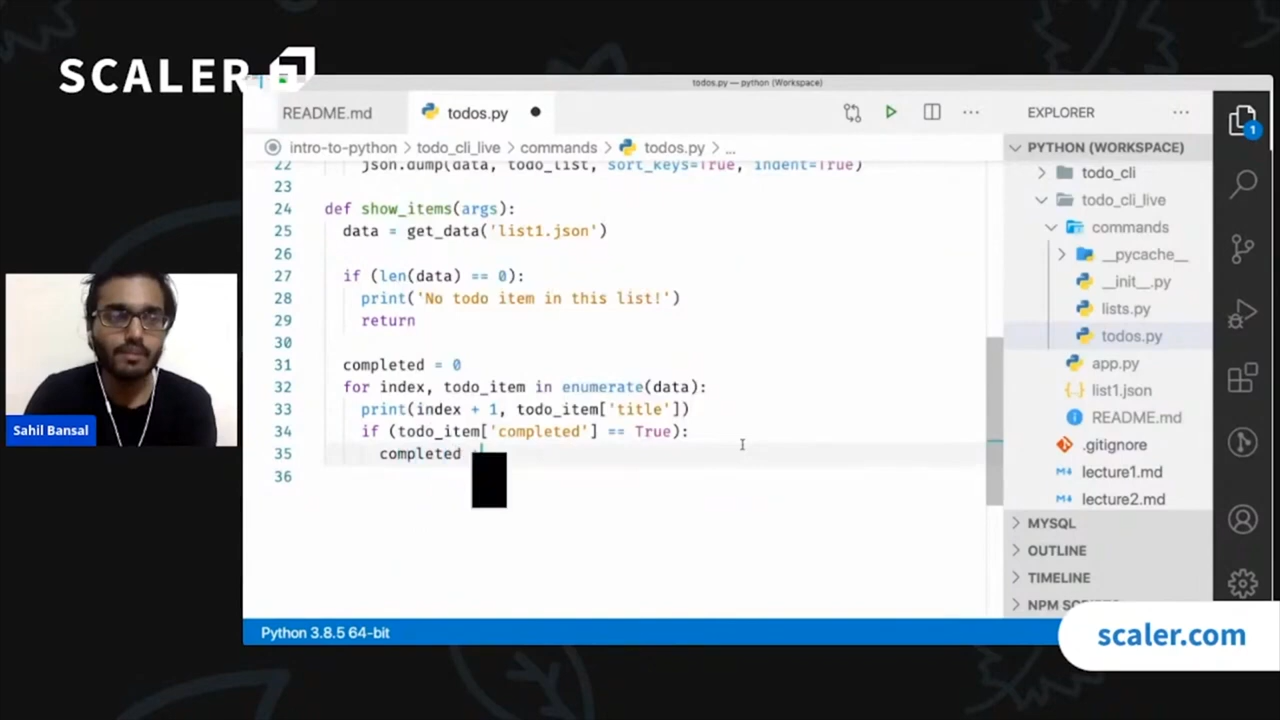 SCALER
todos.py — python (Workspace)
README.md
todos.py
EXPLORER
1
intro-to-python > todo_cli_live > commands > todos.py > ...
22 json.dump(data, todo_list, sort_keys=True, indent=True)
23
24 def show_items(args):
25 data = get_data('list1.json')
26
27 if (len(data) == 0):
28 print('No todo item in this list!')
29 return
30
31 completed = 0
32 for index, todo_item in enumerate(data):
33 print(index + 1, todo_item['title'])
34 if (todo_item['completed'] == True):
35 completed
36
PYTHON (WORKSPACE)
todo_cli
todo_cli_live
commands
__pycache__
__init__.py
lists.py
todos.py
app.py
list1.json
README.md
.gitignore
lecture1.md
lecture2.md
MYSQL
OUTLINE
TIMELINE
NPM
Sahil Bansal
Python 3.8.5 64-bit
scaler.com